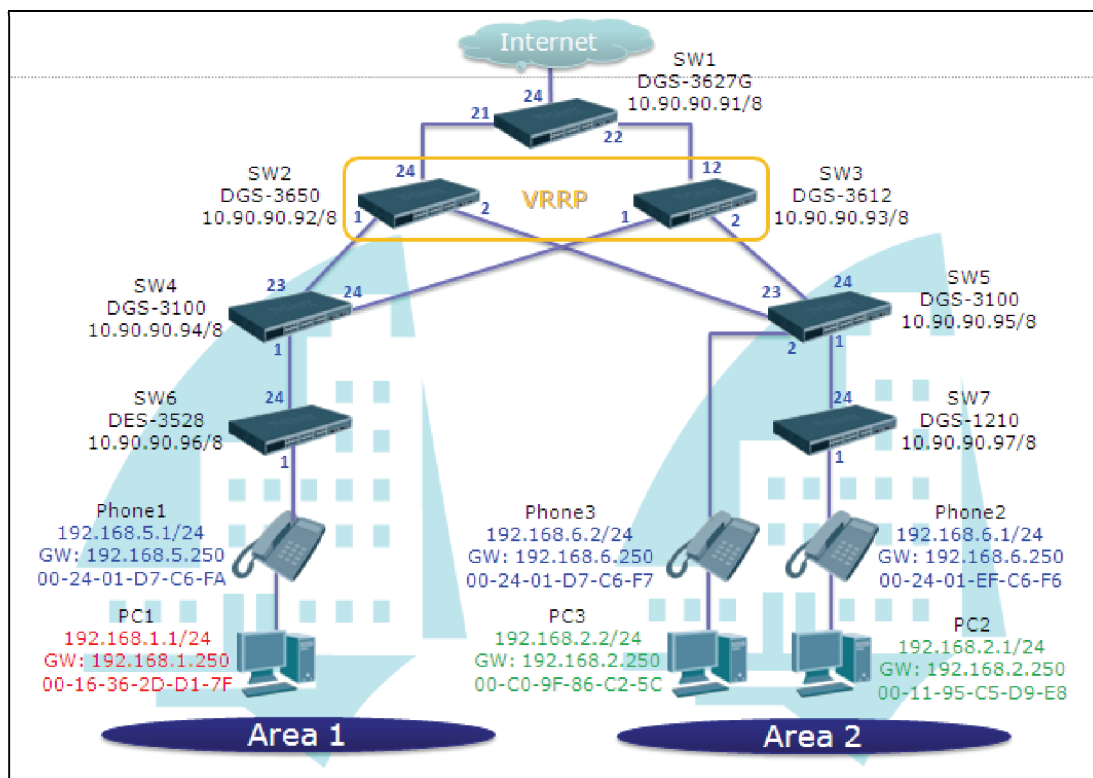 Internet
SW1
DGS-3627G
10.90.90.91/8
24
21
22
SW2
DGS-3650
10.90.90.92/8
24
1
2
VRRP
12
1
2
SW3
DGS-3612
10.90.90.93/8
SW4
DGS-3100
10.90.90.94/8
23
24
1
23
24
2
1
SW5
DGS-3100
10.90.90.95/8
SW6
DES-3528
10.90.90.96/8
24
1
24
1
SW7
DGS-1210
10.90.90.97/8
Phone1
192.168.5.1/24
GW: 192.168.5.250
00-24-01-D7-C6-FA
Phone3
192.168.6.2/24
GW: 192.168.6.250
00-24-01-D7-C6-F7
Phone2
192.168.6.1/24
GW: 192.168.6.250
00-24-01-EF-C6-F6
PC1
192.168.1.1/24
GW: 192.168.1.250
00-16-36-2D-D1-7F
PC3
192.168.2.2/24
GW: 192.168.2.250
00-C0-9F-86-C2-5C
PC2
192.168.2.1/24
GW: 192.168.2.250
00-11-95-C5-D9-E8
Area 1
Area 2